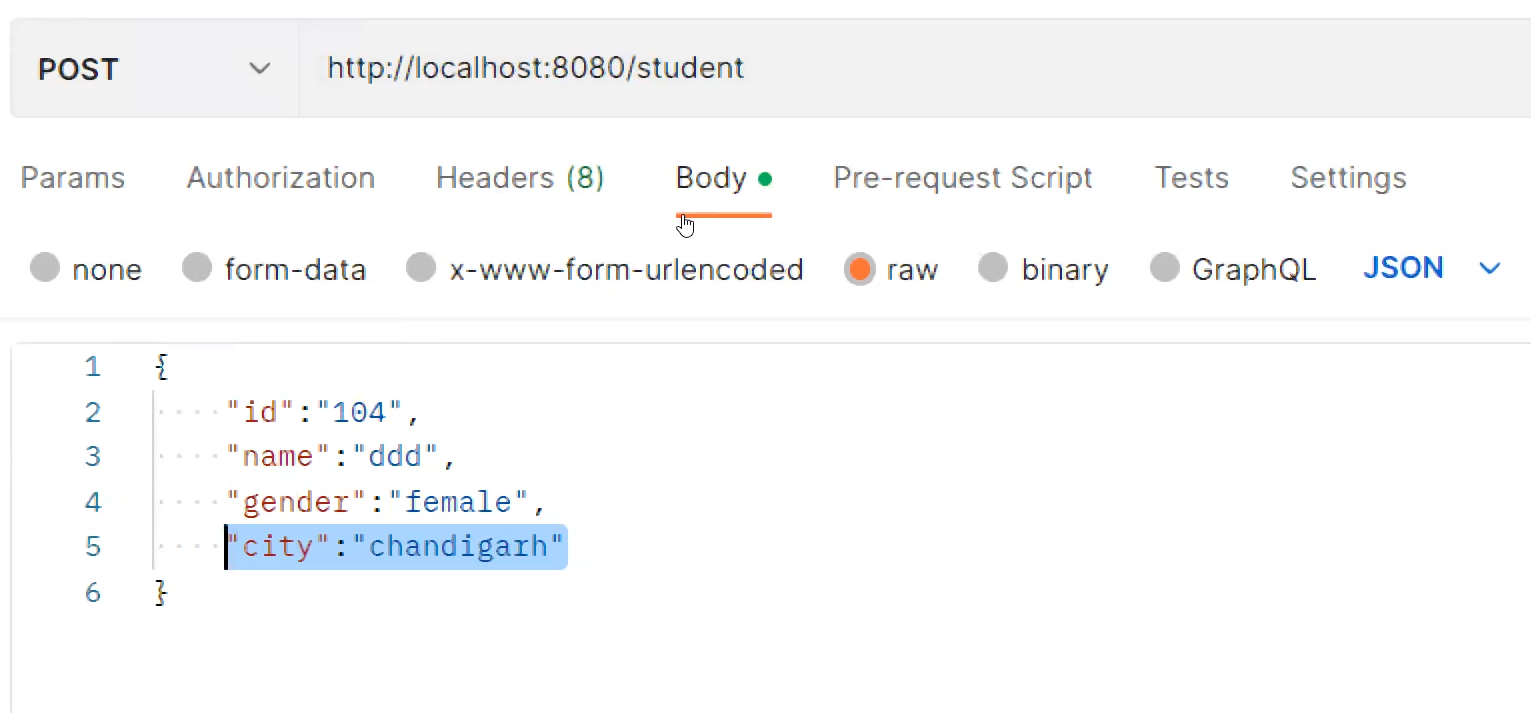 POST http://localhost:8080/student
Params Authorization Headers (8) Body Pre-request Script Tests Settings
none form-data x-www-form-urlencoded raw binary GraphQL JSON
1 {
2 "id":"104",
3 "name":"ddd",
4 "gender":"female",
5 "city":"chandigarh"
6 }